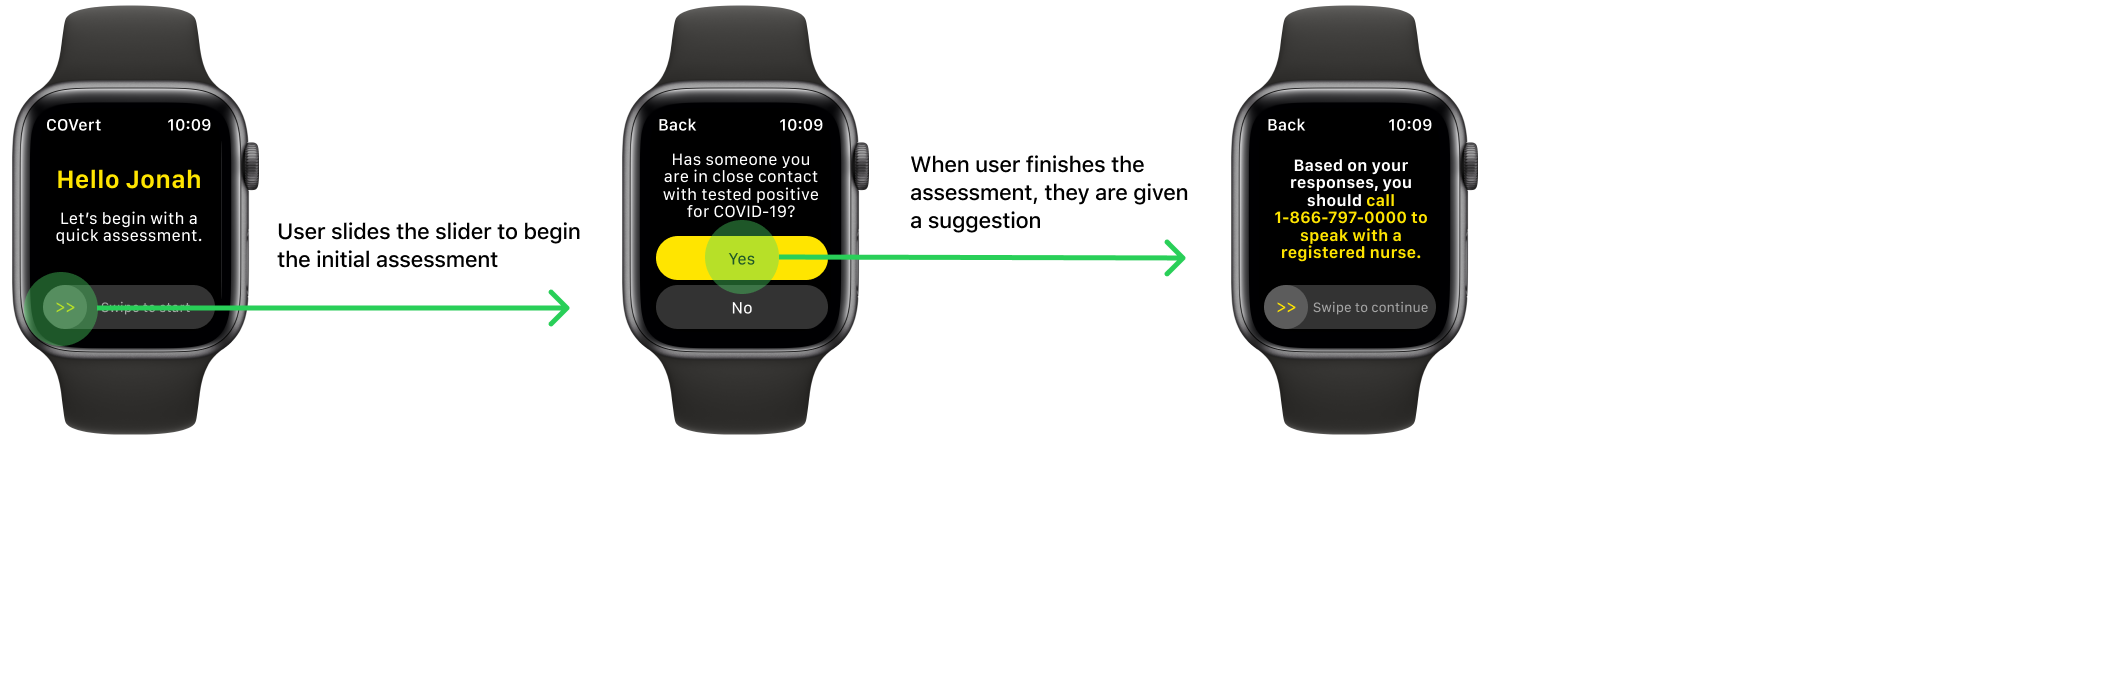 COVert 10:09
Hello Jonah
Let's begin with a
quick assessment.
>> Swipe to start
User slides the slider to begin
the initial assessment
Back 10:09
Has someone you
are in close contact
with tested positive
for COVID-19?
Yes
No
When user finishes the
assessment, they are given
a suggestion
Back 10:09
Based on your
responses, you
should call
1-866-797-0000 to
speak with a
registered nurse.
>> Swipe to continue